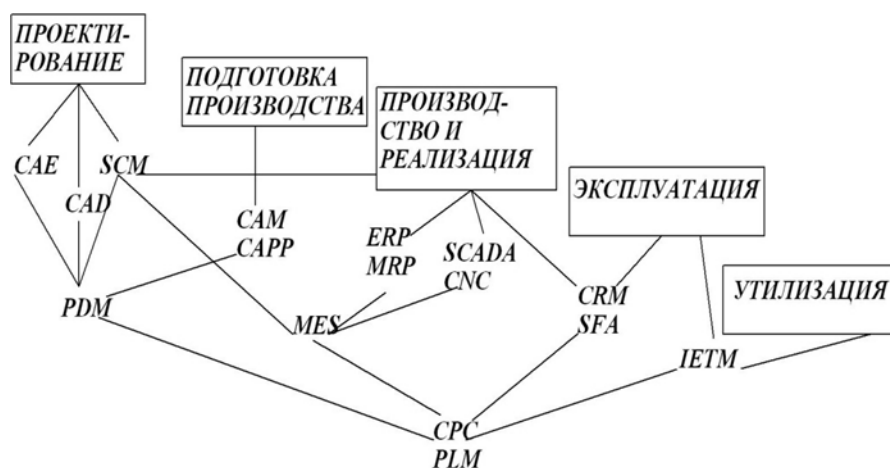 ПРОЕКТИ-
РОВАНИЕ
ПОДГОТОВКА
ПРОИЗВОДСТВА
ПРОИЗВОД-
СТВО И
РЕАЛИЗАЦИЯ
ЭКСПЛУАТАЦИЯ
УТИЛИЗАЦИЯ
CAE
SCM
CAD
CAM
CAPP
ERP
MRP
SCADA
CNC
CRM
SFA
PDM
MES
IETM
CPC
PLM